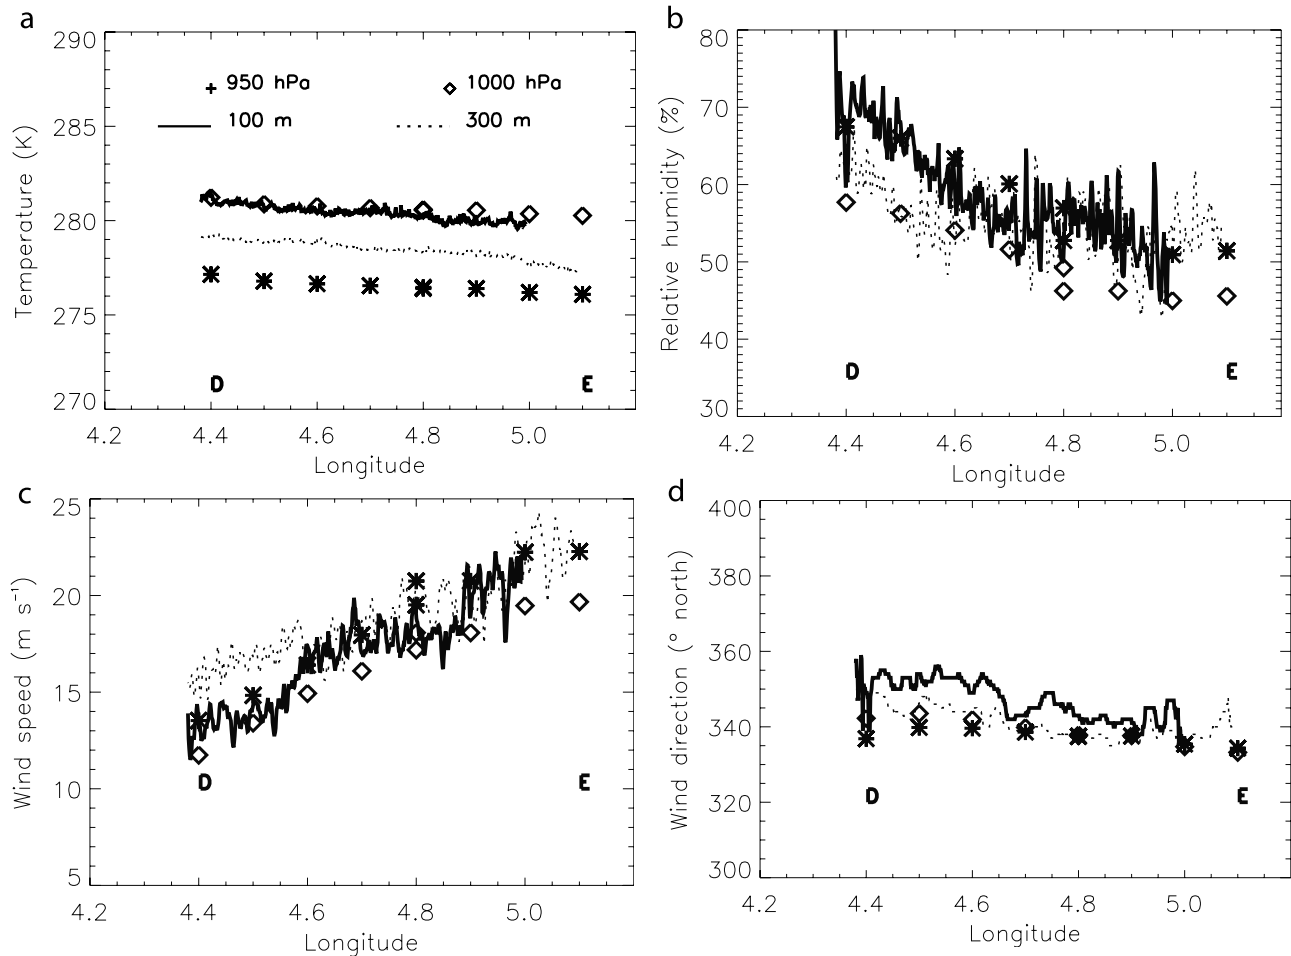 a
290
285
280
275
270
Temperature (K)
950 hPa
1000 hPa
100 m
300 m
D
E
4.2
4.4
4.6
4.8
5.0
Longitude
b
80
70
60
50
40
30
Relative humidity (%)
D
E
4.2
4.4
4.6
4.8
5.0
Longitude
c
25
20
15
10
5
Wind speed (m s⁻¹)
D
E
4.2
4.4
4.6
4.8
5.0
Longitude
d
400
380
360
340
320
300
Wind direction (° north)
D
E
4.2
4.4
4.6
4.8
5.0
Longitude